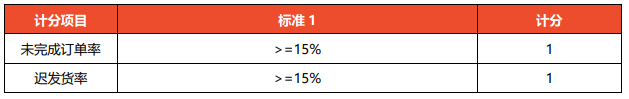 计分项目 标准 1 计分
未完成订单率 >=15% 1
迟发货率 >=15% 1